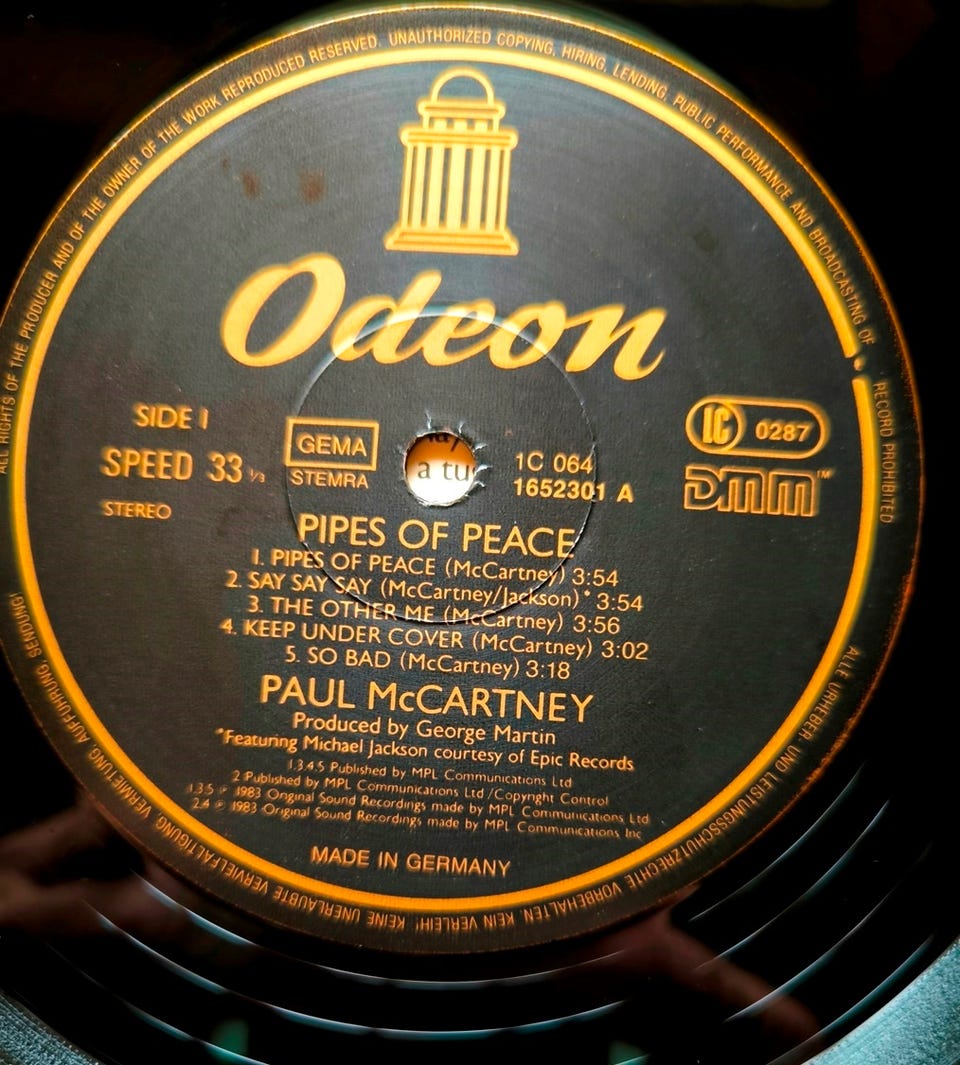 ALL RIGHTS OF THE PRODUCER AND OF THE OWNER OF THE WORK REPRODUCED RESERVED. UNAUTHORIZED COPYING, HIRING, LENDING, PUBLIC PERFORMANCE AND BROADCASTING OF
RECORD PROHIBITED
Odeon
SIDE 1
SPEED 33 1/3
STEREO
GEMA
STEMRA
a tu
1C 064
1652301 A
LC 0287
DMM™
PIPES OF PEACE
1. PIPES OF PEACE (McCartney) 3:54
2. SAY SAY SAY (McCartney/Jackson)* 3:54
3. THE OTHER ME (McCartney) 3:56
4. KEEP UNDER COVER (McCartney) 3:02
5. SO BAD (McCartney) 3:18
PAUL McCARTNEY
Produced by George Martin
*Featuring Michael Jackson courtesy of Epic Records
1.3.4.5 Published by MPL Communications Ltd
2 Published by MPL Communications Ltd /Copyright Control
1.3.5 ℗ 1983 Original Sound Recordings made by MPL Communications Ltd
2.4 ℗ 1983 Original Sound Recordings made by MPL Communications Inc
MADE IN GERMANY
ALLE URHEBER UND LEISTUNGSSCHUTZRECHTE VORBEHALTEN. KEIN VERLEIH! KEINE UNERLAUBTE VERVIELFÄLTIGUNG, VERMIETUNG, AUFFÜHRUNG, SENDUNG!